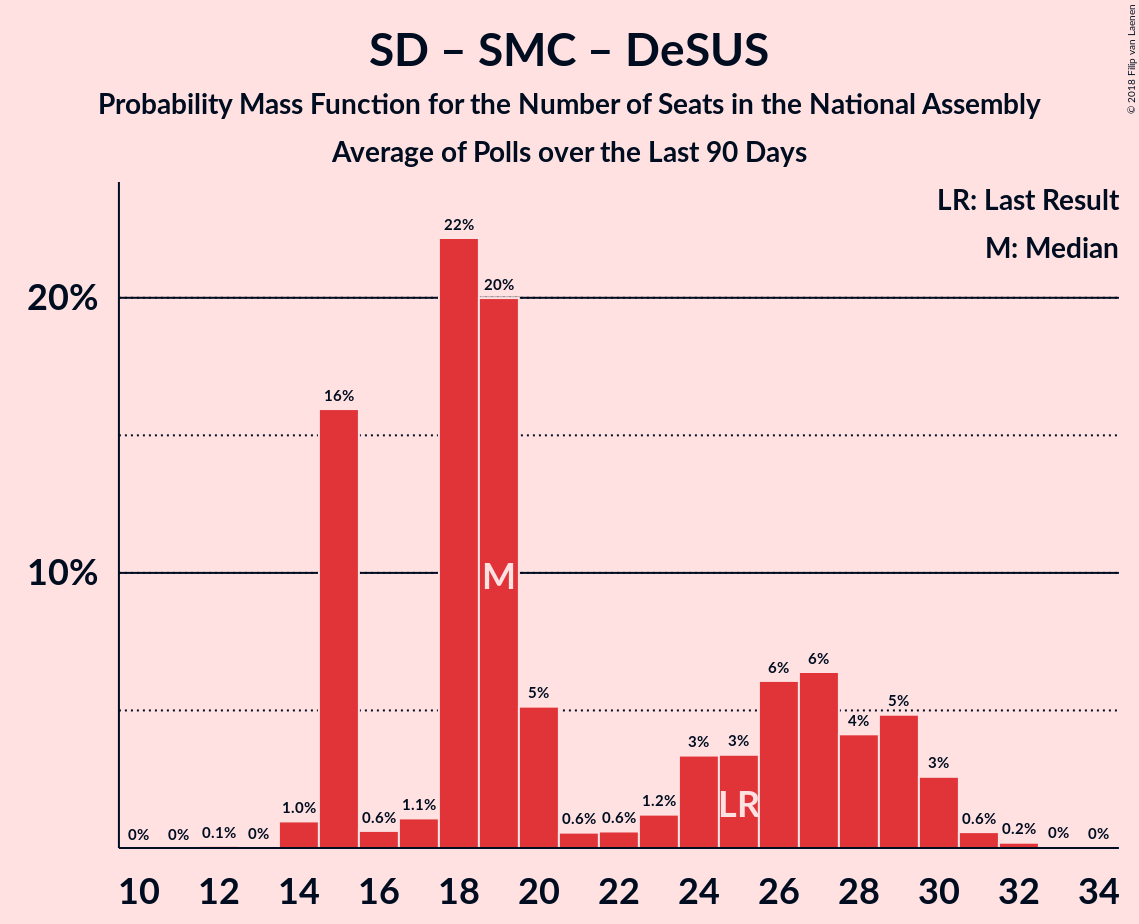 SD – SMC – DeSUS
Probability Mass Function for the Number of Seats in the National Assembly
Average of Polls over the Last 90 Days
© 2018 Filip van Laenen
LR: Last Result
M: Median
20%
10%
0% 0% 0.1% 0% 1.0% 16% 0.6% 1.1% 22% 20% 5% 0.6% 0.6% 1.2% 3% 3% 6% 6% 4% 5% 3% 0.6% 0.2% 0% 0%
M
LR
10 12 14 16 18 20 22 24 26 28 30 32 34